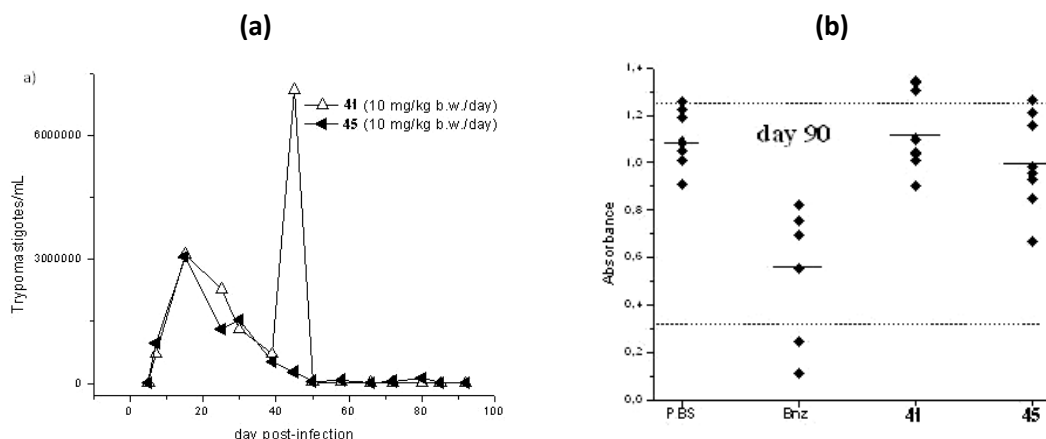 (a)
a)
41 (10 mg/kg b.w./day)
45 (10 mg/kg b.w./day)
Trypomastigotes/mL
6000000
3000000
0
0 20 40 60 80 100
day post-infection
(b)
Absorbance
1,4
1,2
1,0
0,8
0,6
0,4
0,2
0,0
day 90
PBS Bnz 41 45